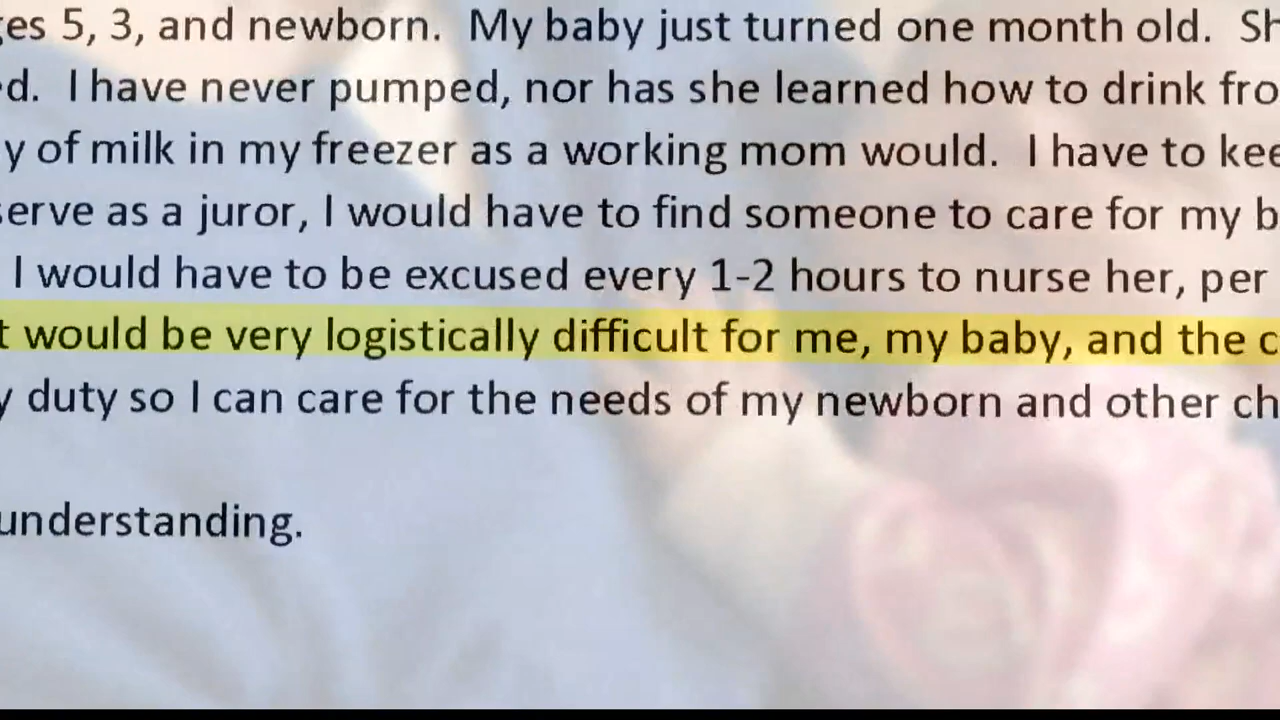 es 5, 3, and newborn. My baby just turned one month old. Sh
d. I have never pumped, nor has she learned how to drink fro
y of milk in my freezer as a working mom would. I have to kee
serve as a juror, I would have to find someone to care for my b
I would have to be excused every 1-2 hours to nurse her, per
t would be very logistically difficult for me, my baby, and the c
y duty so I can care for the needs of my newborn and other ch
understanding.